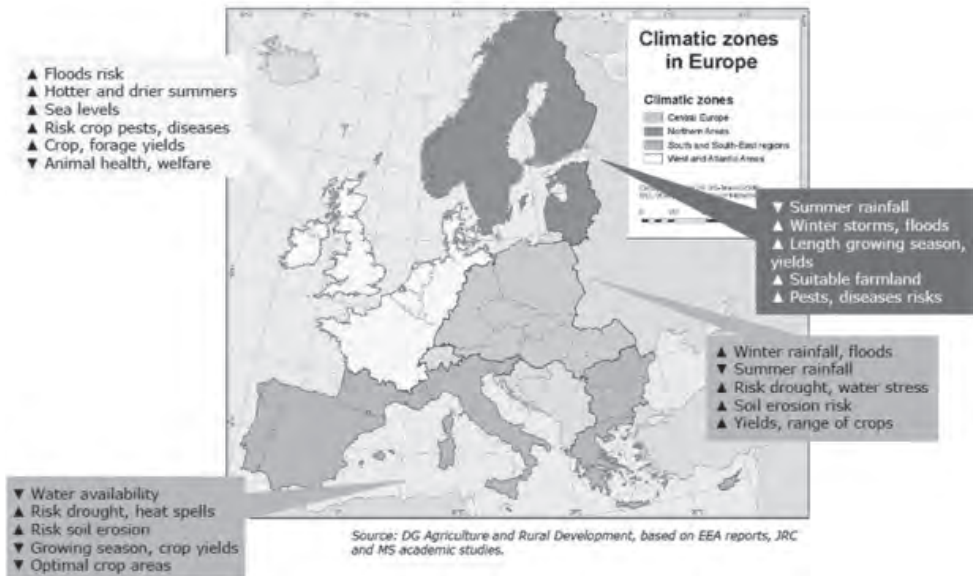 Climatic zones
in Europe
Climatic zones
Central Europe
Northern Areas
South and South-East regions
West and Atlantic Areas
▲ Floods risk
▲ Hotter and drier summers
▲ Sea levels
▲ Risk crop pests, diseases
▲ Crop, forage yields
▼ Animal health, welfare
▼ Summer rainfall
▲ Winter storms, floods
▲ Length growing season,
yields
▲ Suitable farmland
▲ Pests, diseases risks
▲ Winter rainfall, floods
▼ Summer rainfall
▲ Risk drought, water stress
▲ Soil erosion risk
▲ Yields, range of crops
▼ Water availability
▲ Risk drought, heat spells
▲ Risk soil erosion
▼ Growing season, crop yields
▼ Optimal crop areas
Source: DG Agriculture and Rural Development, based on EEA reports, JRC
and MS academic studies.